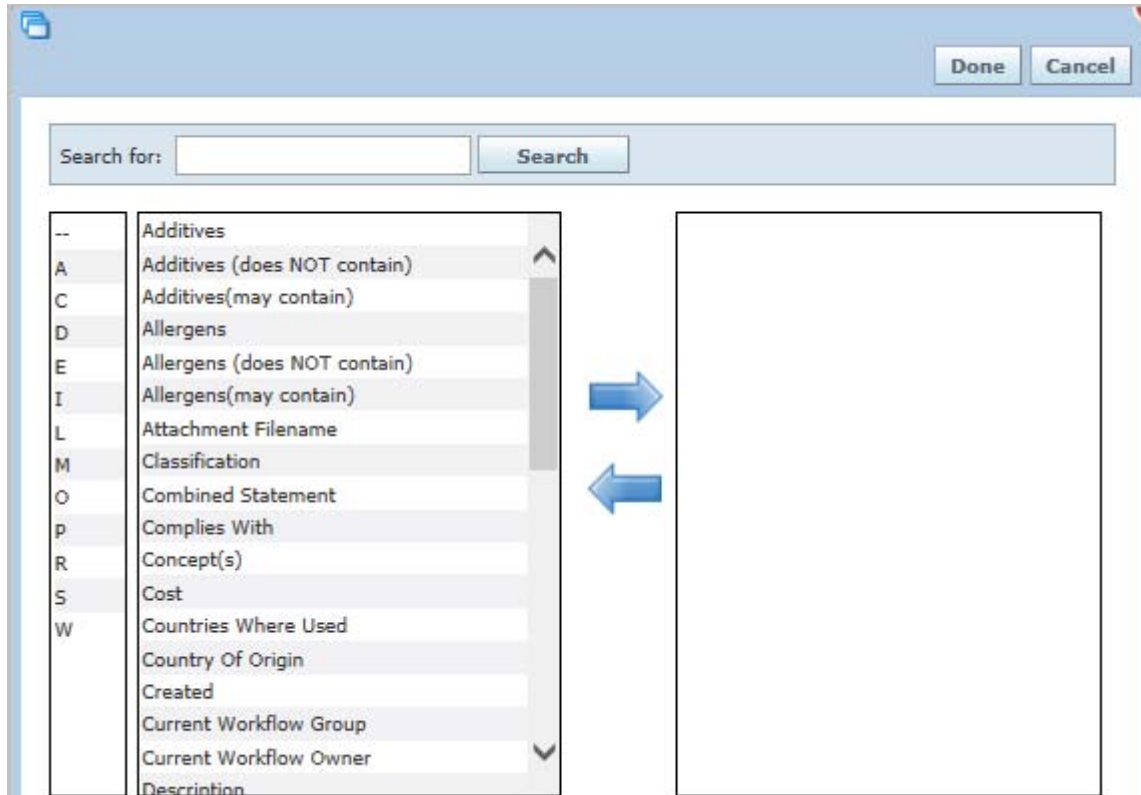 Done Cancel
Search for: Search
--
A
C
D
E
I
L
M
O
P
R
S
W
Additives
Additives (does NOT contain)
Additives(may contain)
Allergens
Allergens (does NOT contain)
Allergens(may contain)
Attachment Filename
Classification
Combined Statement
Complies With
Concept(s)
Cost
Countries Where Used
Country Of Origin
Created
Current Workflow Group
Current Workflow Owner
Description